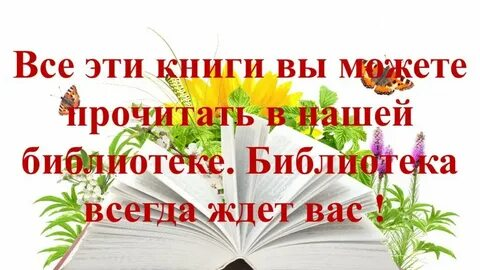 Все эти книги вы можете
прочитать в нашей
библиотеке. Библиотека
всегда ждет вас !